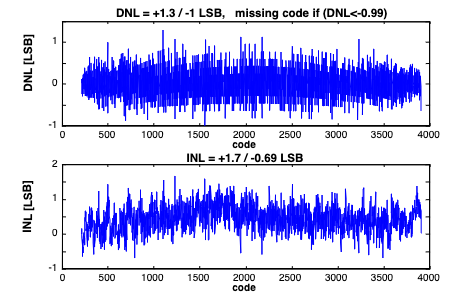 DNL = +1.3 / -1 LSB, missing code if (DNL<-0.99)
DNL [LSB]
1
0
-1
0 500 1000 1500 2000 2500 3000 3500 4000
code
INL = +1.7 / -0.69 LSB
INL [LSB]
2
1
0
-1
0 500 1000 1500 2000 2500 3000 3500 4000
code